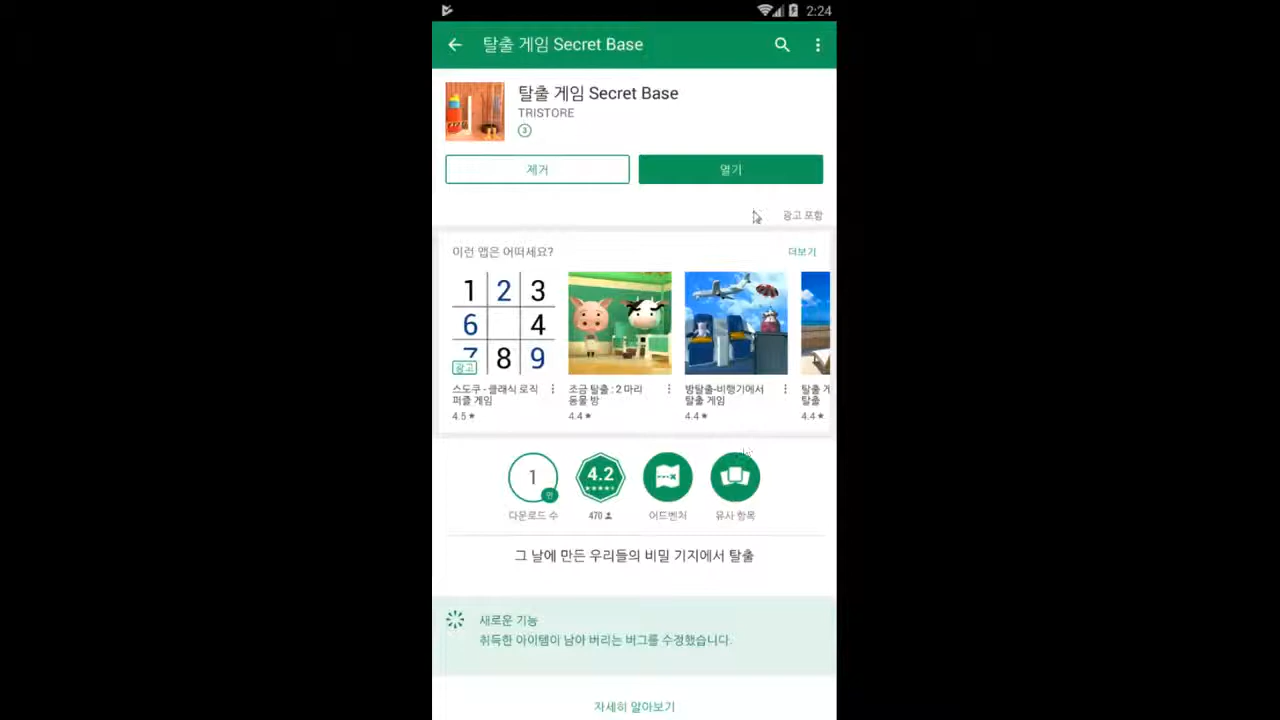 2:24
탈출 게임 Secret Base
탈출 게임 Secret Base
TRISTORE
3
제거
열기
광고 포함
이런 앱은 어떠세요?
더보기
1 2 3
6 4
7 8 9
광고
스도쿠 - 클래식 로직
퍼즐 게임
4.5★
조금 탈출 : 2 마리
동물 방
4.4★
방탈출-비행기에서
탈출 게임
4.4★
탈출 게
탈출
4.4★
1
만
다운로드 수
4.2
470
어드벤처
유사 항목
그 날에 만든 우리들의 비밀 기지에서 탈출
새로운 기능
취득한 아이템이 남아 버리는 버그를 수정했습니다.
자세히 알아보기